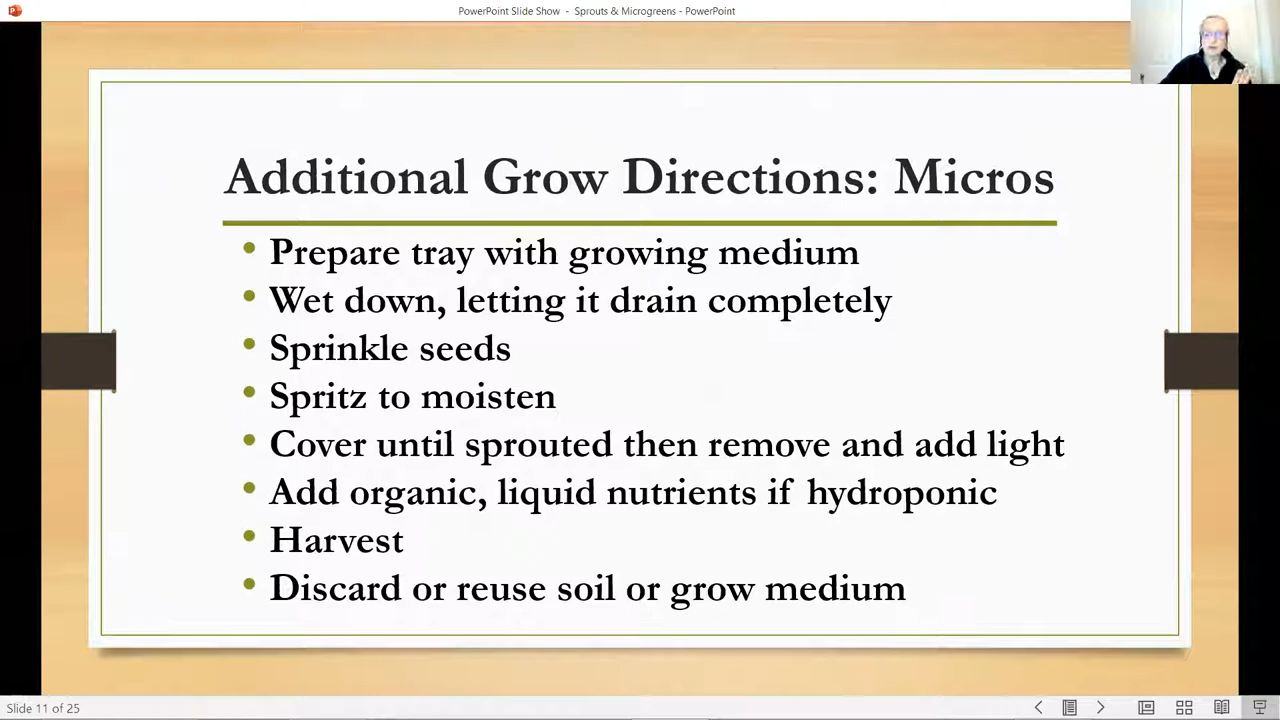 PowerPoint Slide Show - Sprouts & Microgreens - PowerPoint
Additional Grow Directions: Micros
• Prepare tray with growing medium
• Wet down, letting it drain completely
• Sprinkle seeds
• Spritz to moisten
• Cover until sprouted then remove and add light
• Add organic, liquid nutrients if hydroponic
• Harvest
• Discard or reuse soil or grow medium
Slide 11 of 25